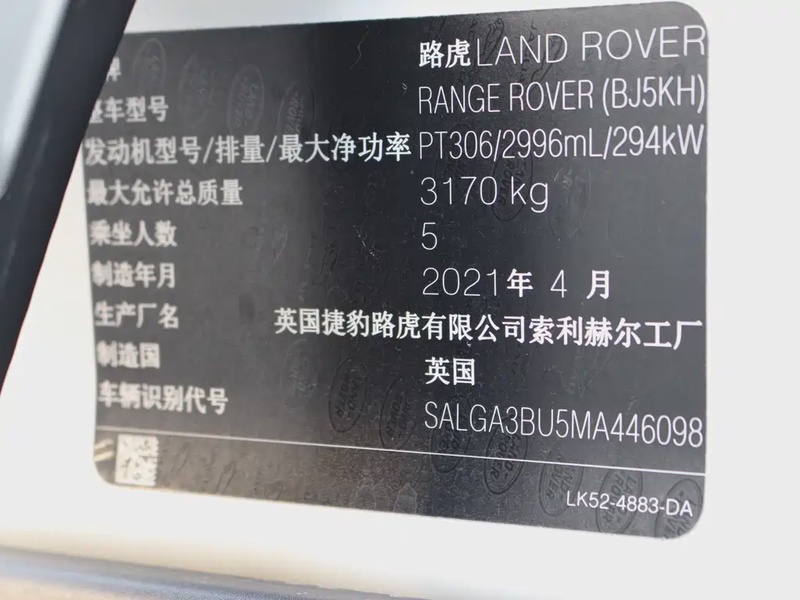 牌 路虎LAND ROVER
整车型号 RANGE ROVER (BJ5KH)
发动机型号/排量/最大净功率 PT306/2996mL/294kW
最大允许总质量 3170 kg
乘坐人数 5
制造年月 2021年 4 月
生产厂名 英国捷豹路虎有限公司索利赫尔工厂
制造国 英国
车辆识别代号 SALGA3BU5MA446098
LK52-4883-DA